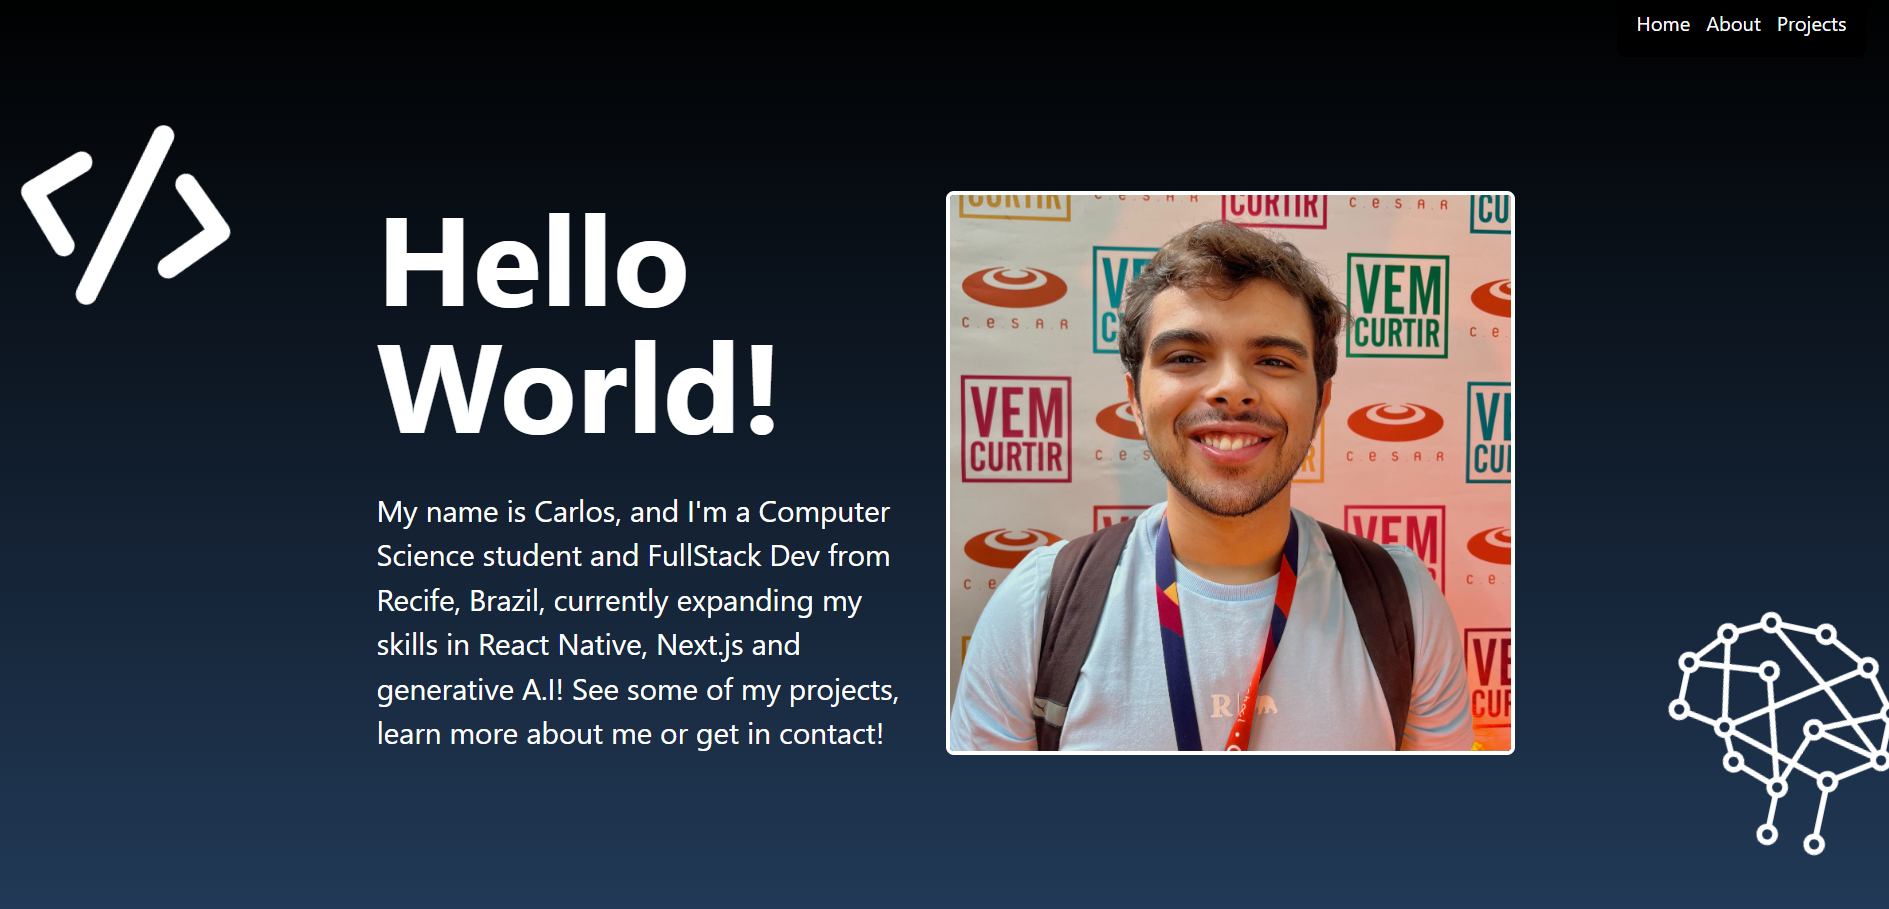 Home About Projects
Hello
World!
My name is Carlos, and I'm a Computer
Science student and FullStack Dev from
Recife, Brazil, currently expanding my
skills in React Native, Next.js and
generative A.I! See some of my projects,
learn more about me or get in contact!
CURTIR
c.e.s.a.r
CURTIR
c.e.s.a.r
CU
c.e.s.a.r
VE
C
VEM
CURTIR
c.e
VEM
CURTIR
c.e.s
R
c.e.s.a.r
VE
CUR
c.e
VEM
c.e
R
VE
CUR